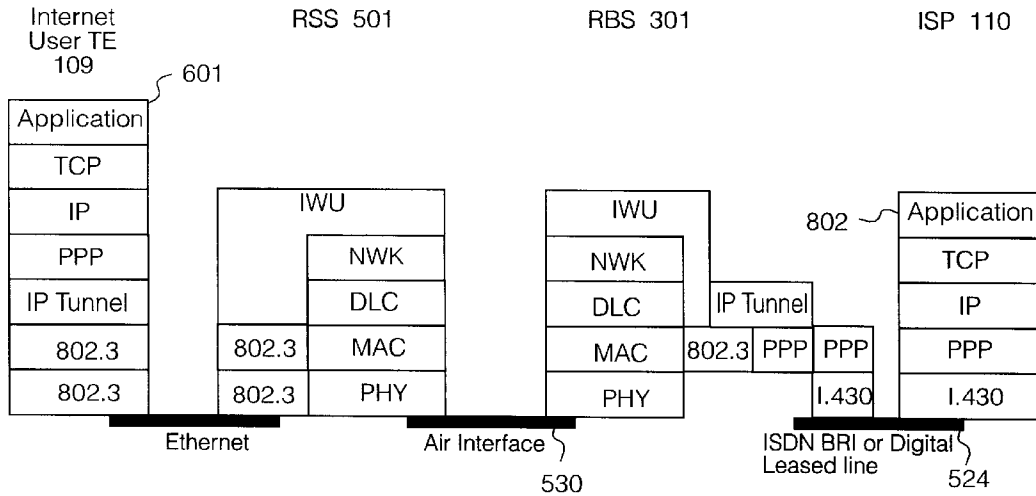 Internet
User TE
109
RSS 501
RBS 301
ISP 110
601
Application
TCP
IP
PPP
IP Tunnel
802.3
802.3
IWU
NWK
DLC
802.3
MAC
802.3
PHY
IWU
NWK
DLC
IP Tunnel
MAC
802.3
PPP
PPP
PHY
I.430
802
Application
TCP
IP
PPP
I.430
Ethernet
Air Interface
530
ISDN BRI or Digital
Leased line
524